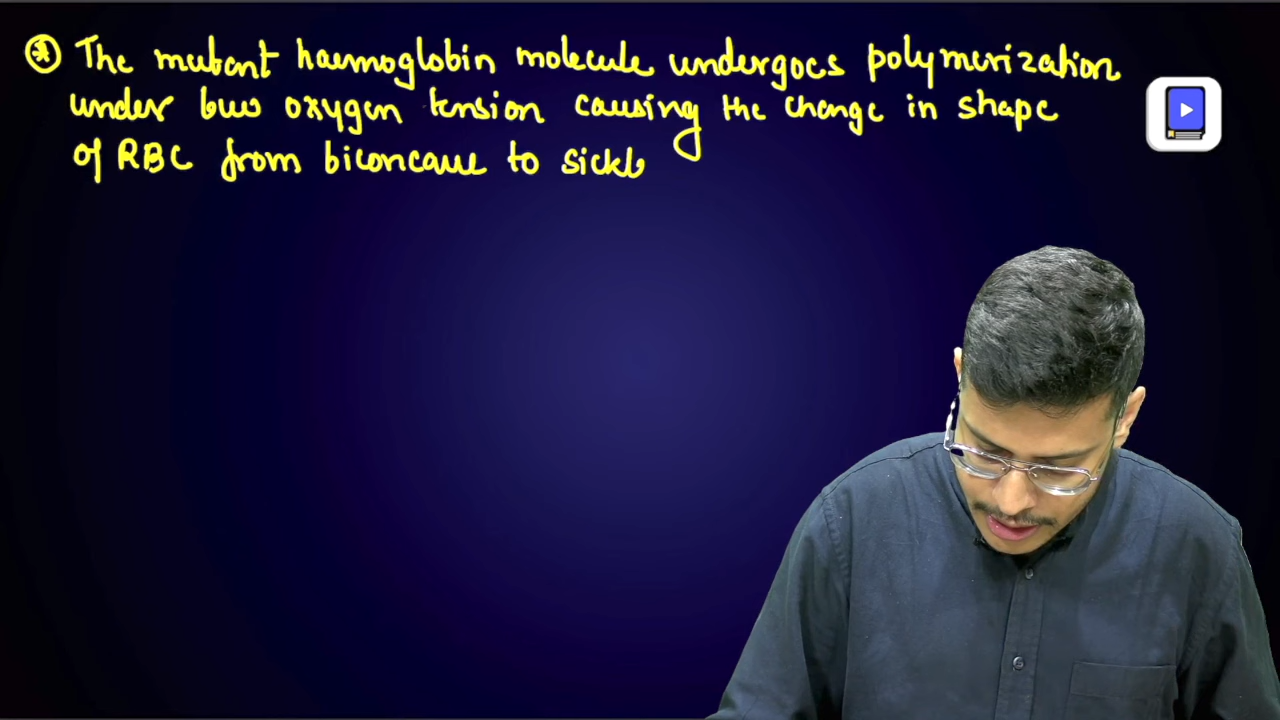 The mutant haemoglobin molecule undergoes polymerization
under low oxygen tension causing the change in shape
of RBC from biconcave to sickle